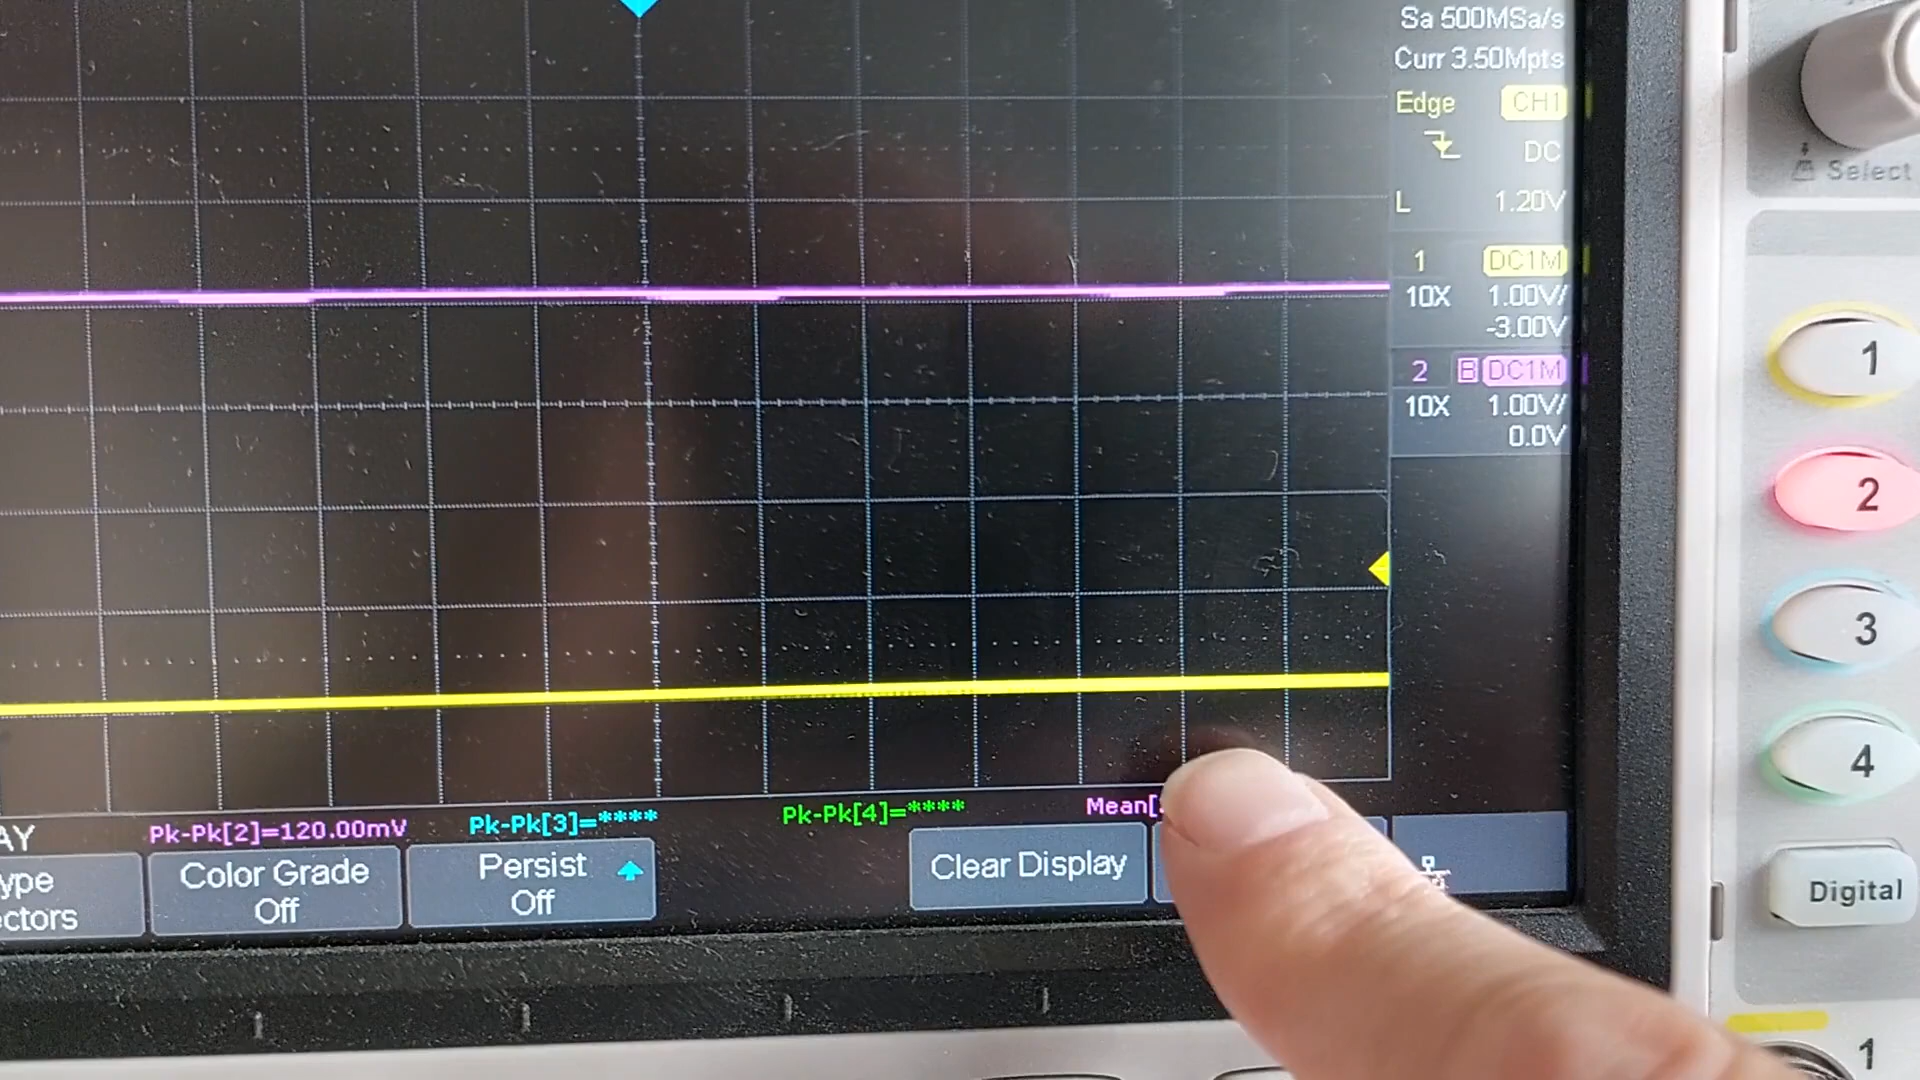 Sa 500MSa/s
Curr 3.50Mpts
Edge CH1
DC
L 1.20V
1 DC1M
10X 1.00V/
-3.00V
2 B DC1M
10X 1.00V/
0.0V
Select
1
2
3
4
Digital
1
AY Pk-Pk[2]=120.00mV Pk-Pk[3]=**** Pk-Pk[4]=**** Mean[
ype
ectors
Color Grade
Off
Persist
Off
Clear Display